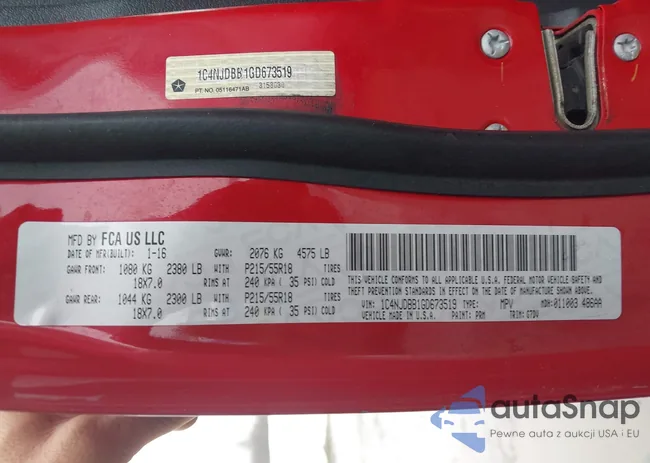 1C4NJDBB1GD673519
PT. NO. 05116471AB
MFD BY FCA US LLC
DATE OF MFR(BUILT): 1-16 GVWR: 2076 KG 4575 LB
GAWR FRONT: 1080 KG 2380 LB WITH P215/55R18 TIRES
18X7.0 RIMS AT 240 KPA ( 35 PSI) COLD
GAWR REAR: 1044 KG 2300 LB WITH P215/55R18 TIRES
18X7.0 RIMS AT 240 KPA ( 35 PSI) COLD
THIS VEHICLE CONFORMS TO ALL APPLICABLE U.S.A. FEDERAL MOTOR VEHICLE
SAFETY, BUMPER, AND
THEFT PREVENTION STANDARDS IN EFFECT ON THE DATE OF MANUFACTURE SHOWN ABOVE.
VIN: 1C4NJDBB1GD673519 TYPE: MPV MDH: 011003 486AA
VEHICLE MADE IN U.S.A. PAINT: PRM TRIM: GTDV
autaSnap
Pewne auta z aukcji USA i EU